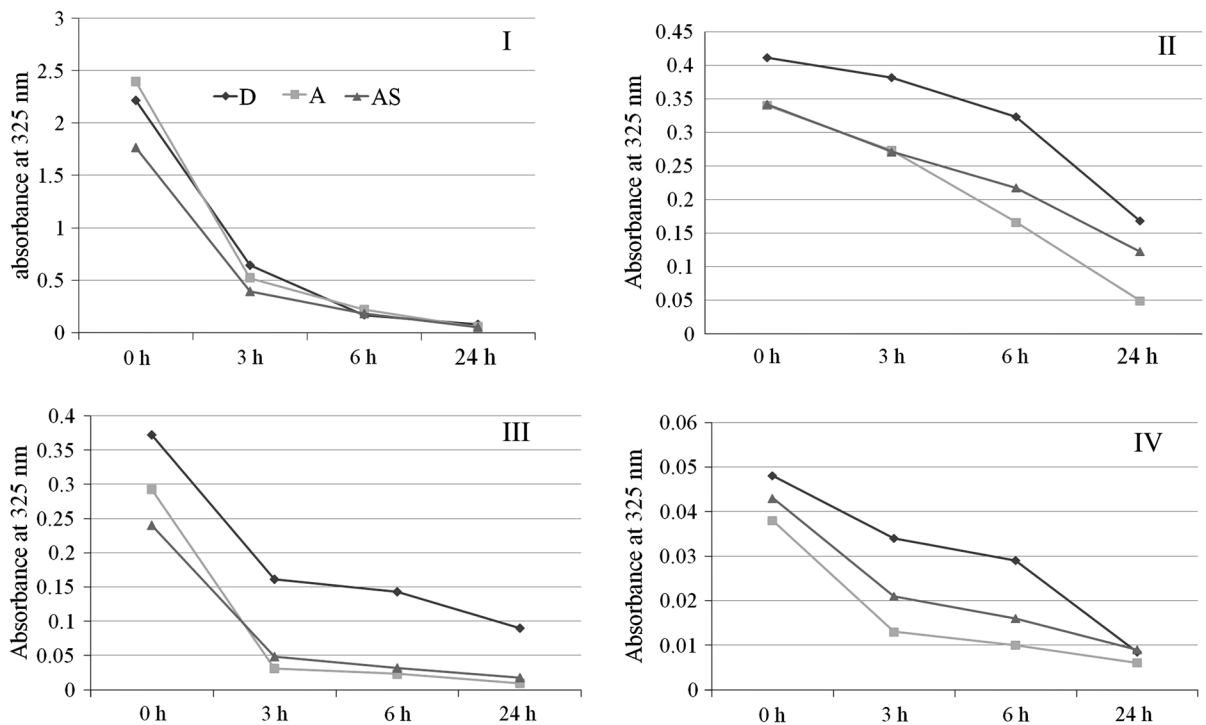 I
absorbance at 325 nm
3
2.5
2
1.5
1
0.5
0
D A AS
0 h 3 h 6 h 24 h
II
Absorbance at 325 nm
0.45
0.4
0.35
0.3
0.25
0.2
0.15
0.1
0.05
0
0 h 3 h 6 h 24 h
III
Absorbance at 325 nm
0.4
0.35
0.3
0.25
0.2
0.15
0.1
0.05
0
0 h 3 h 6 h 24 h
IV
Absorbance at 325 nm
0.06
0.05
0.04
0.03
0.02
0.01
0
0 h 3 h 6 h 24 h